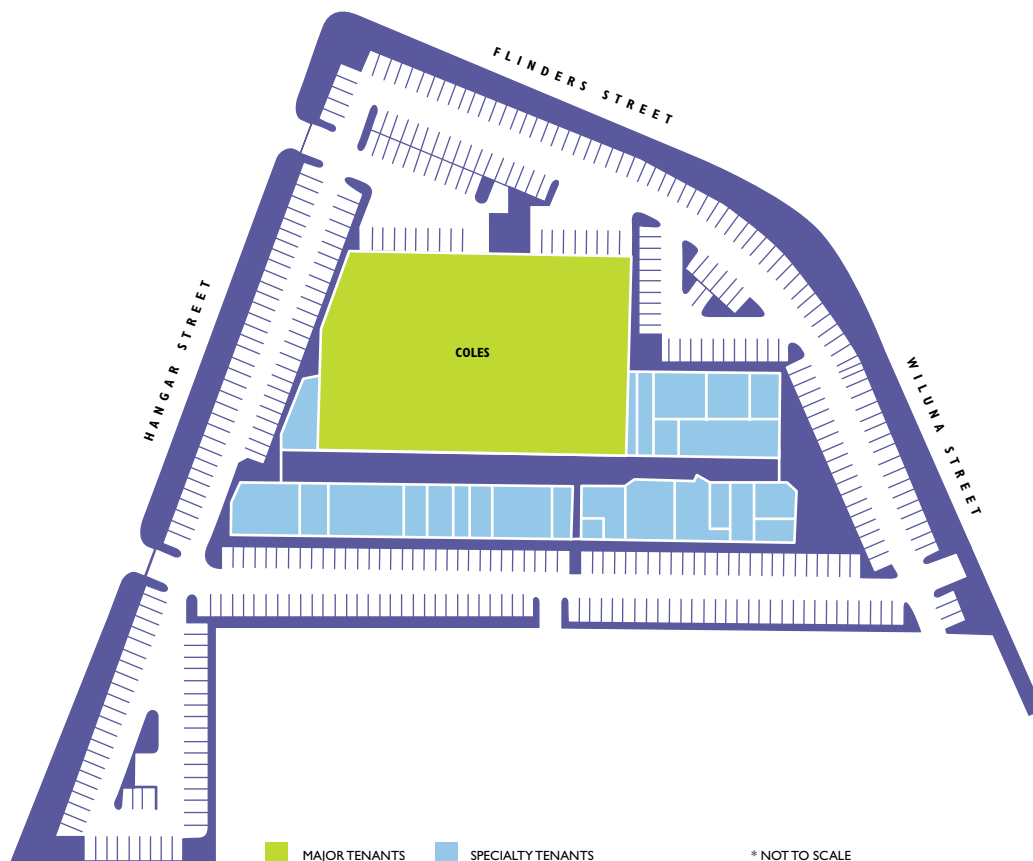 FLINDERS STREET
HANGAR STREET
COLES
WILUNA STREET
MAJOR TENANTS
SPECIALTY TENANTS
* NOT TO SCALE